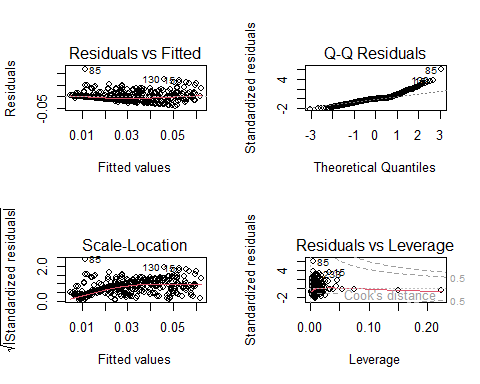 Residuals vs Fitted
Residuals
-0.05
85
130
150
0.01
0.03
0.05
Fitted values
Q-Q Residuals
Standardized residuals
-2
4
85
-3
-2
-1
0
1
2
3
Theoretical Quantiles
Scale-Location
√|Standardized residuals|
0.0
2.0
85
130
0.01
0.03
0.05
Fitted values
Residuals vs Leverage
Standardized residuals
-2
4
85
Cook's distance
0.5
0.5
0.00
0.10
0.20
Leverage